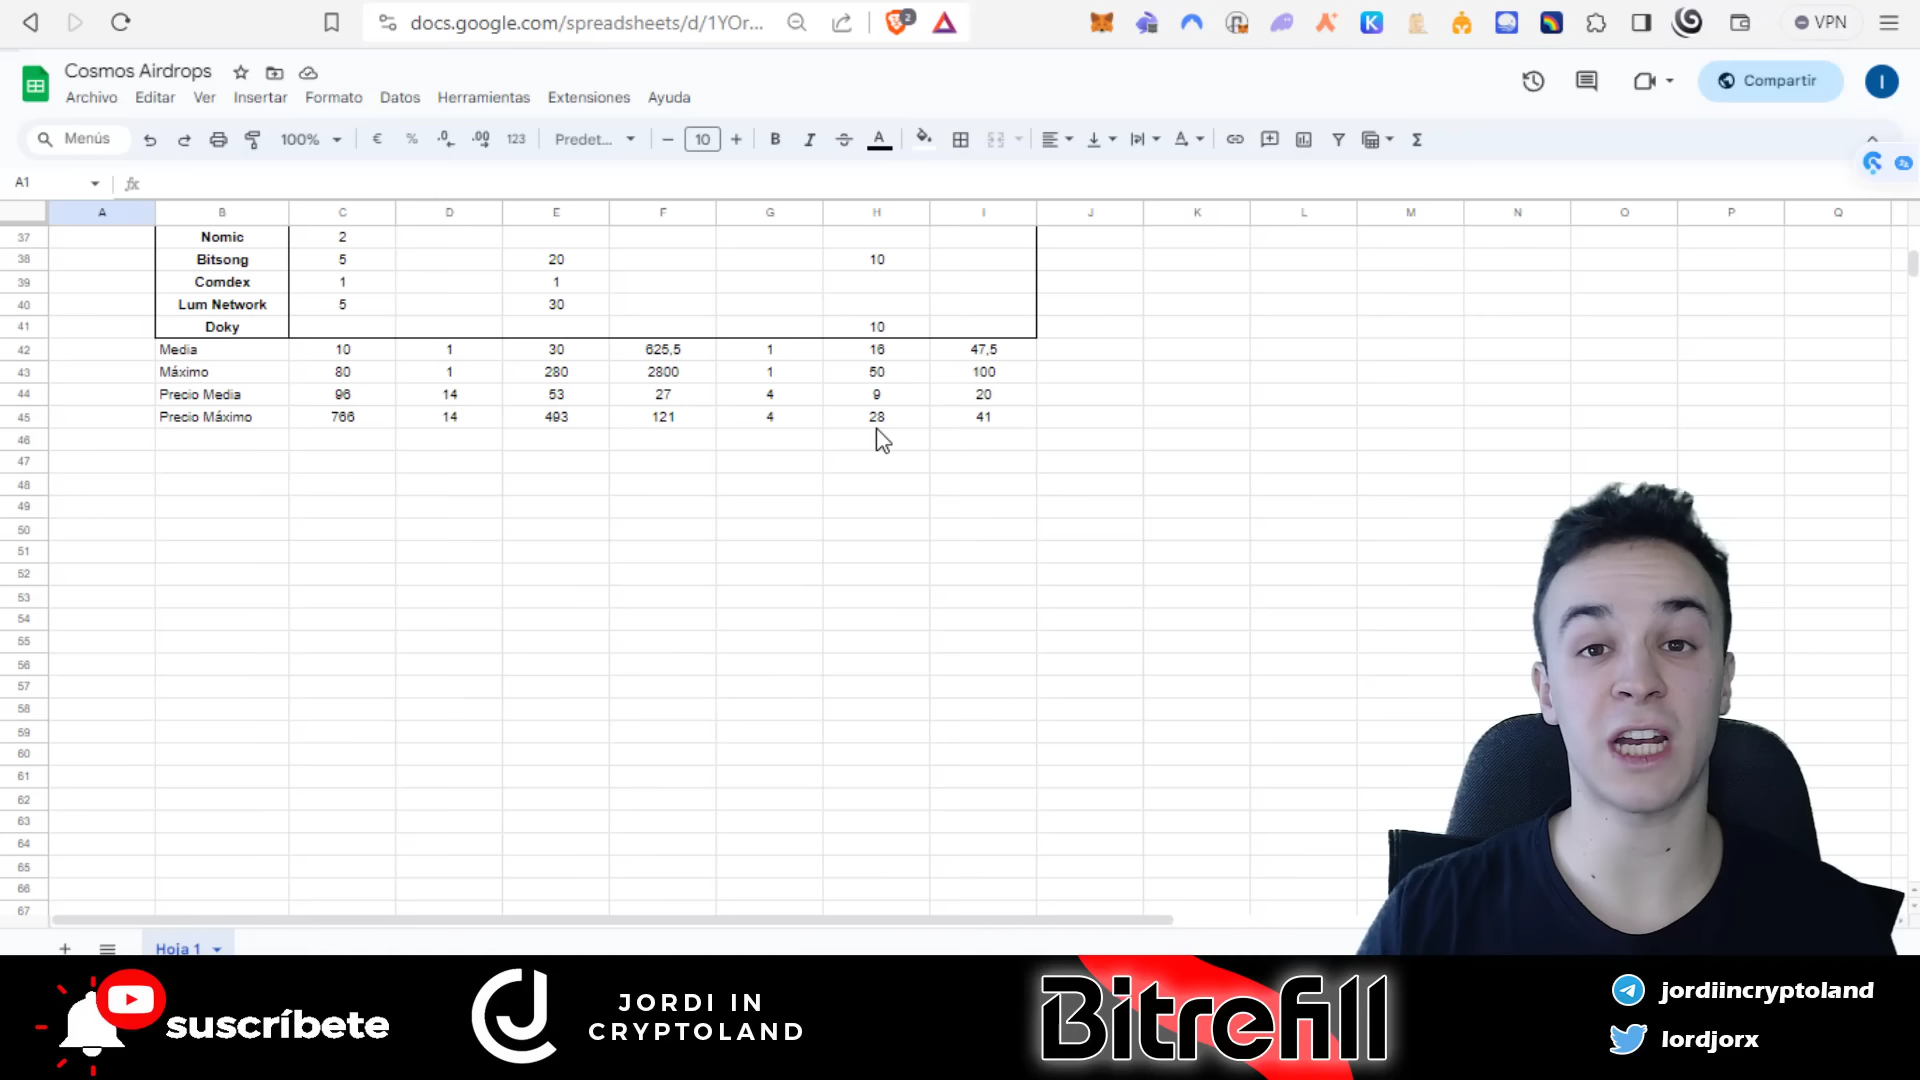 docs.google.com/spreadsheets/d/1YOr...
2
VPN
Cosmos Airdrops
Archivo Editar Ver Insertar Formato Datos Herramientas Extensiones Ayuda
Compartir
I
Menús 100% € % .0 .00 123 Predet... − 10 + B I A Σ
A1 fx
A B C D E F G H I J K L M N O P Q
37 Nomic 2
38 Bitsong 5 20 10
39 Comdex 1 1
40 Lum Network 5 30
41 Doky 10
42 Media 10 1 30 625,5 1 16 47,5
43 Máximo 80 1 280 2800 1 50 100
44 Precio Media 96 14 53 27 4 9 20
45 Precio Máximo 766 14 493 121 4 28 41
46
47
48
49
50
51
52
53
54
55
56
57
58
59
60
61
62
63
64
65
66
67
+ Hoja 1
suscríbete
JORDI IN
CRYPTOLAND
Bitrefill
jordiincryptoland
lordjorx